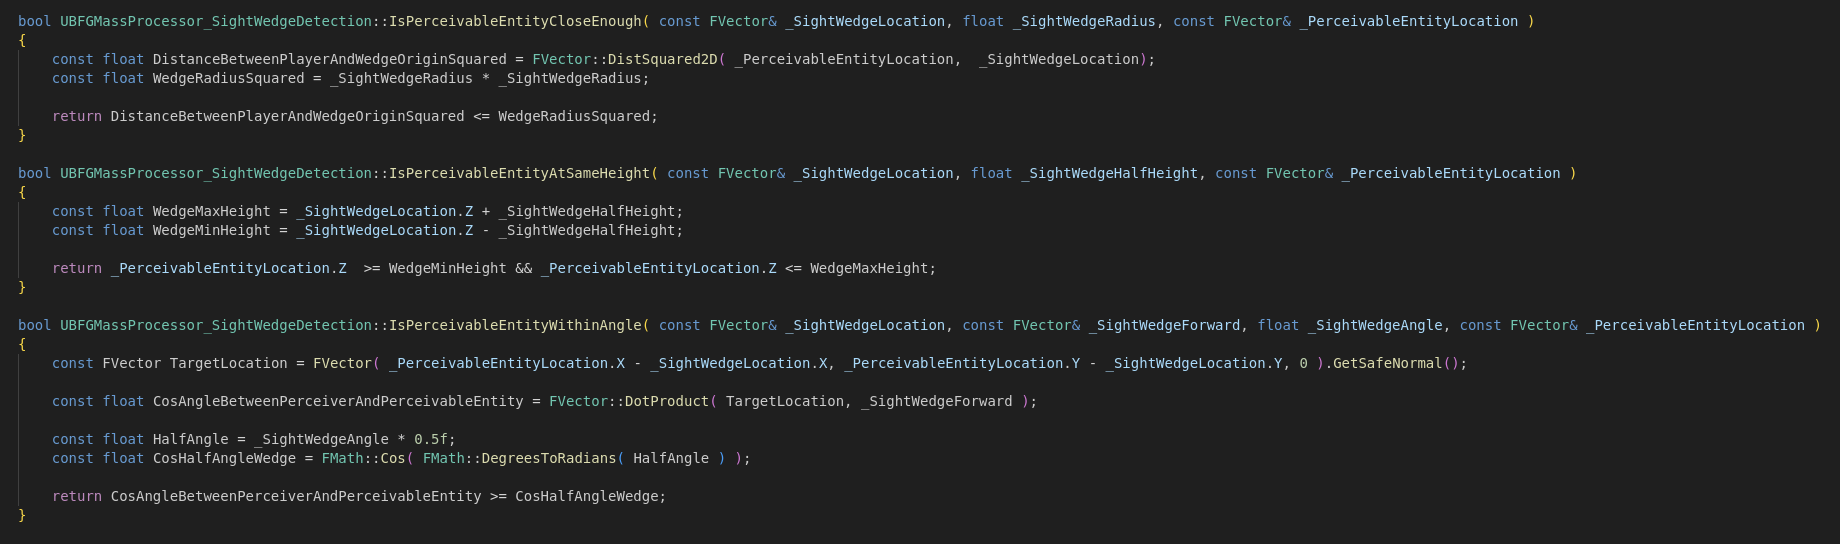 bool UBFGMassProcessor_SightWedgeDetection::IsPerceivableEntityCloseEnough( const FVector& _SightWedgeLocation, float _SightWedgeRadius, const FVector& _PerceivableEntityLocation )
{
    const float DistanceBetweenPlayerAndWedgeOriginSquared = FVector::DistSquared2D( _PerceivableEntityLocation,  _SightWedgeLocation);
    const float WedgeRadiusSquared = _SightWedgeRadius * _SightWedgeRadius;

    return DistanceBetweenPlayerAndWedgeOriginSquared <= WedgeRadiusSquared;
}

bool UBFGMassProcessor_SightWedgeDetection::IsPerceivableEntityAtSameHeight( const FVector& _SightWedgeLocation, float _SightWedgeHalfHeight, const FVector& _PerceivableEntityLocation )
{
    const float WedgeMaxHeight = _SightWedgeLocation.Z + _SightWedgeHalfHeight;
    const float WedgeMinHeight = _SightWedgeLocation.Z - _SightWedgeHalfHeight;

    return _PerceivableEntityLocation.Z  >= WedgeMinHeight && _PerceivableEntityLocation.Z <= WedgeMaxHeight;
}

bool UBFGMassProcessor_SightWedgeDetection::IsPerceivableEntityWithinAngle( const FVector& _SightWedgeLocation, const FVector& _SightWedgeForward, float _SightWedgeAngle, const FVector& _PerceivableEntityLocation )
{
    const FVector TargetLocation = FVector( _PerceivableEntityLocation.X - _SightWedgeLocation.X, _PerceivableEntityLocation.Y - _SightWedgeLocation.Y, 0 ).GetSafeNormal();

    const float CosAngleBetweenPerceiverAndPerceivableEntity = FVector::DotProduct( TargetLocation, _SightWedgeForward );

    const float HalfAngle = _SightWedgeAngle * 0.5f;
    const float CosHalfAngleWedge = FMath::Cos( FMath::DegreesToRadians( HalfAngle ) );

    return CosAngleBetweenPerceiverAndPerceivableEntity >= CosHalfAngleWedge;
}